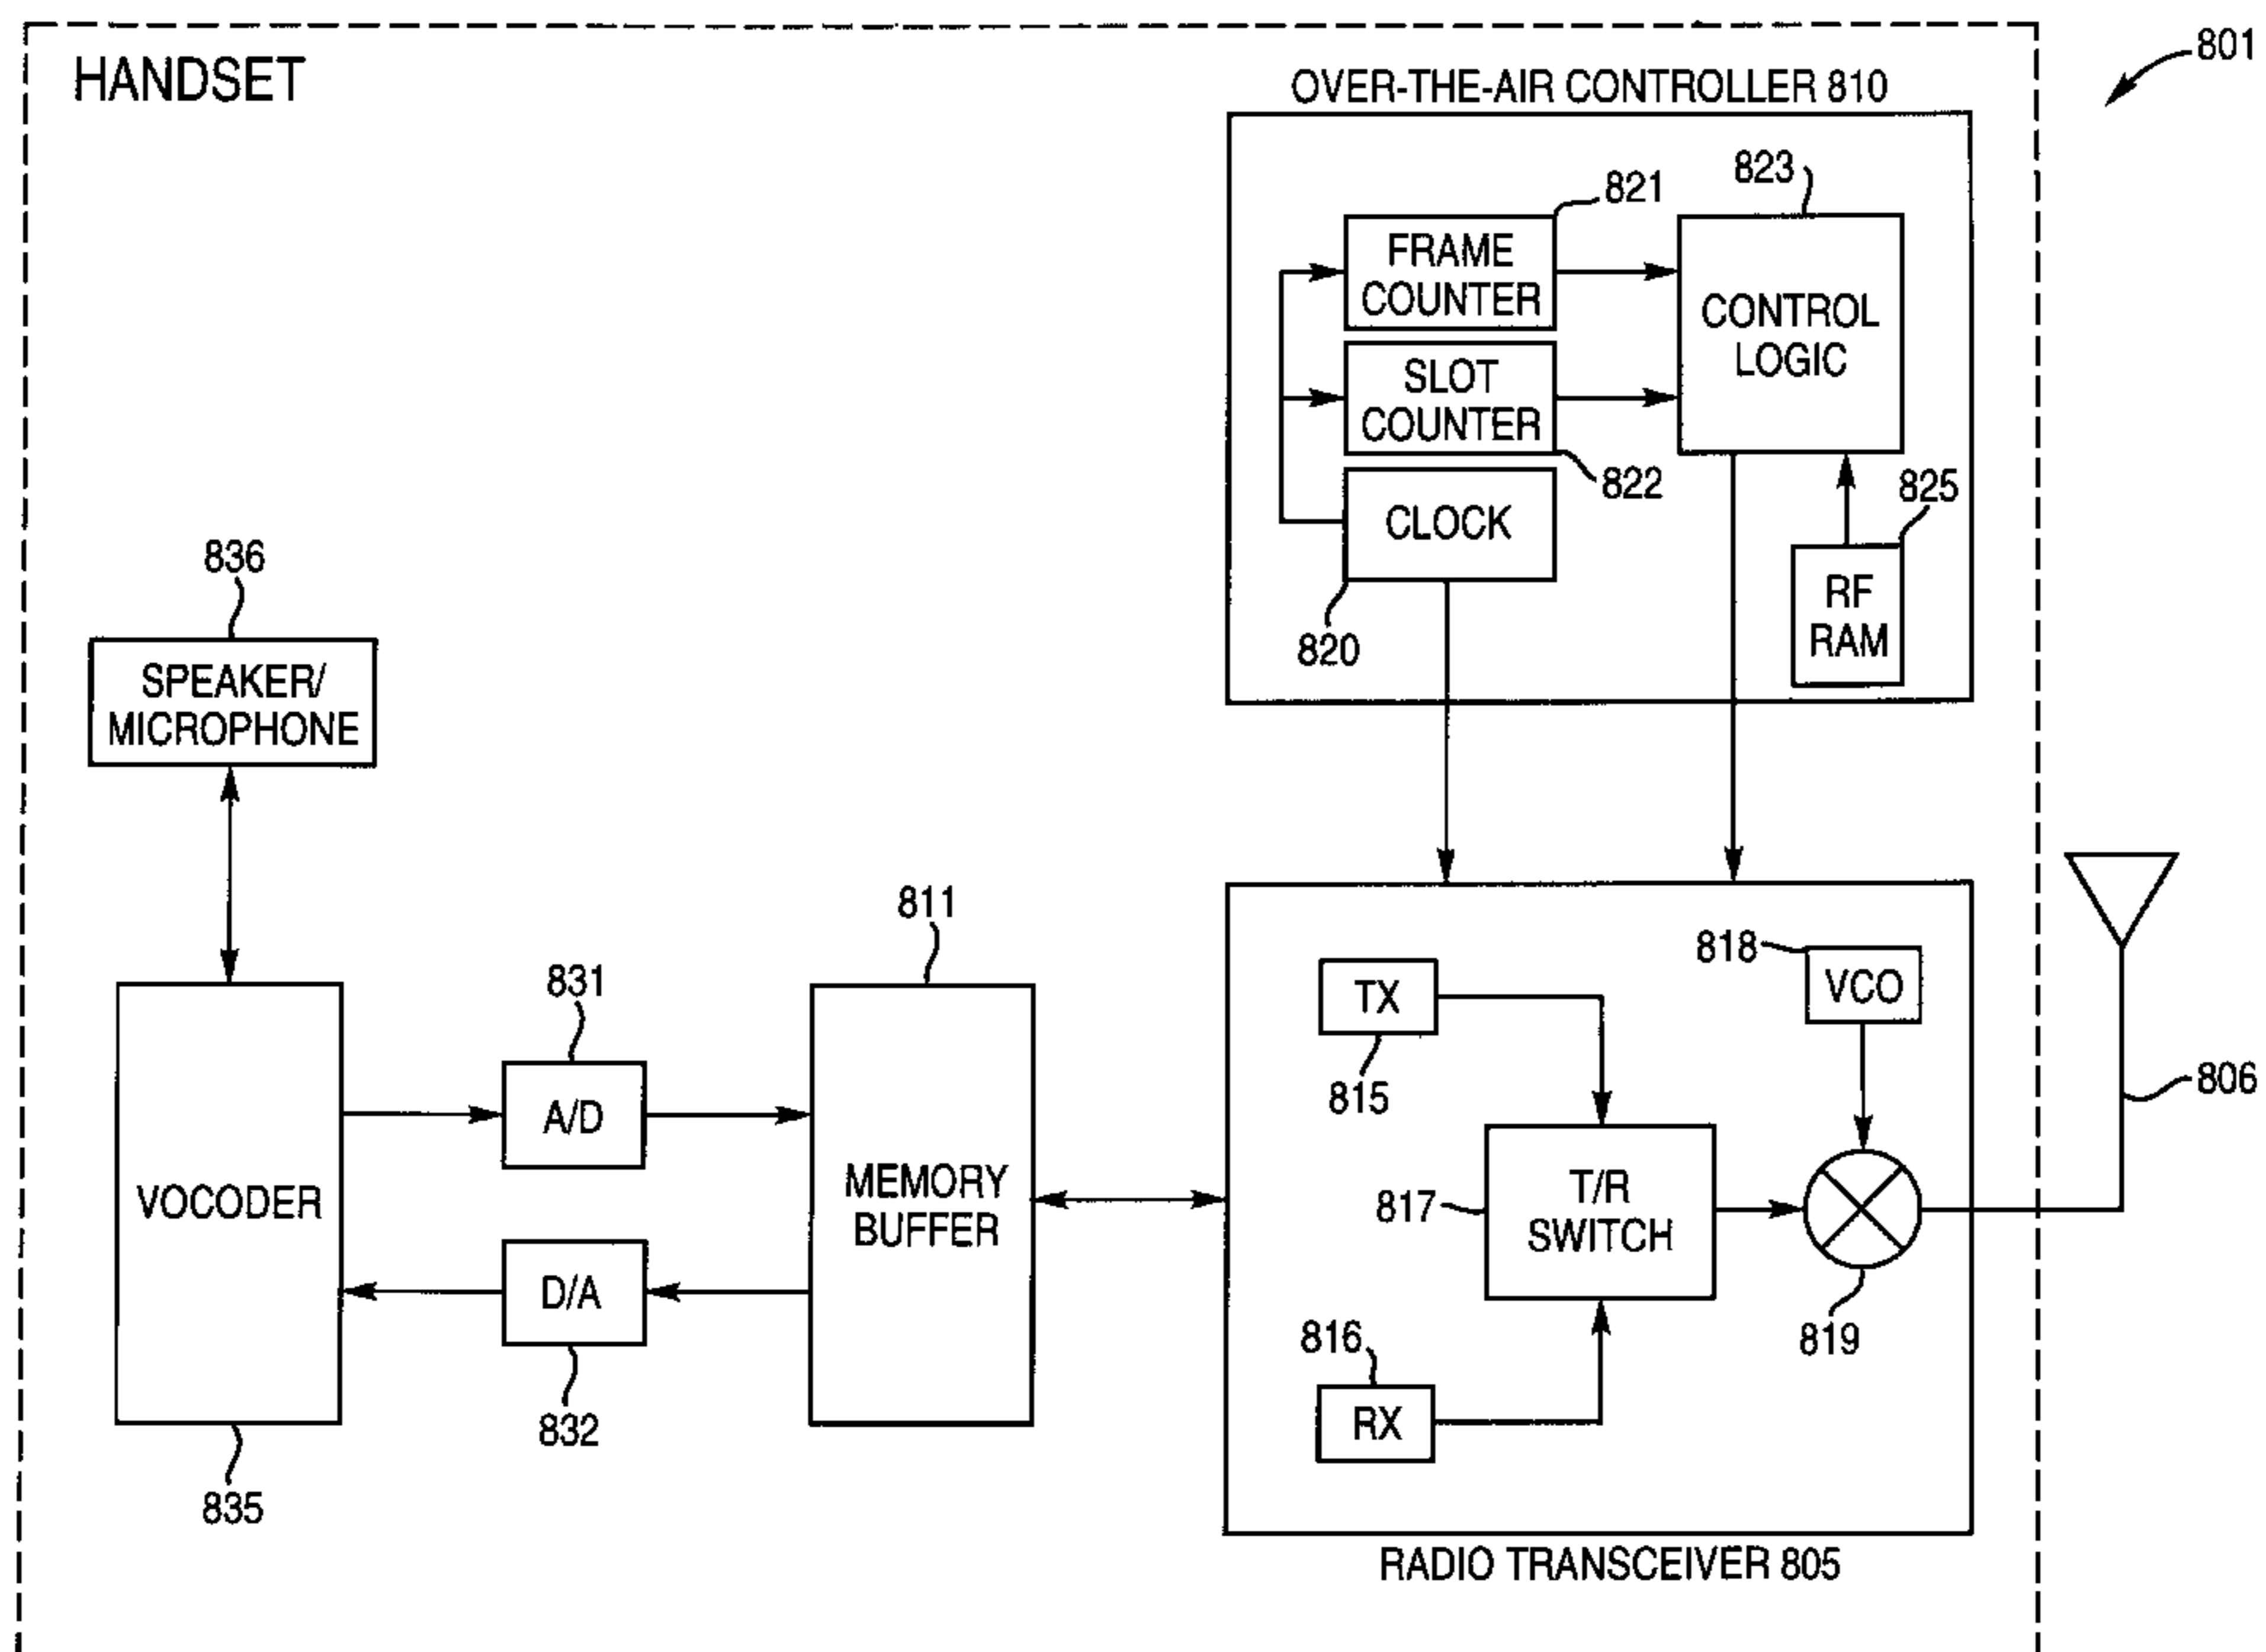 HANDSET
801
OVER-THE-AIR CONTROLLER 810
823
821
FRAME
COUNTER
CONTROL
LOGIC
SLOT
COUNTER
822
825
CLOCK
820
RF
RAM
836
SPEAKER/
MICROPHONE
811
831
A/D
VOCODER
MEMORY
BUFFER
D/A
832
835
818
VCO
TX
815
806
817
T/R
SWITCH
819
816
RX
RADIO TRANSCEIVER 805